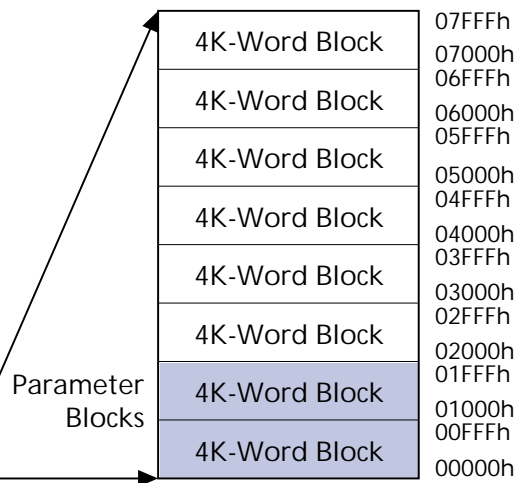 4K-Word Block
07FFFh
07000h
4K-Word Block
06FFFh
06000h
4K-Word Block
05FFFh
05000h
4K-Word Block
04FFFh
04000h
4K-Word Block
03FFFh
03000h
4K-Word Block
02FFFh
02000h
Parameter
Blocks
4K-Word Block
01FFFh
01000h
4K-Word Block
00FFFh
00000h